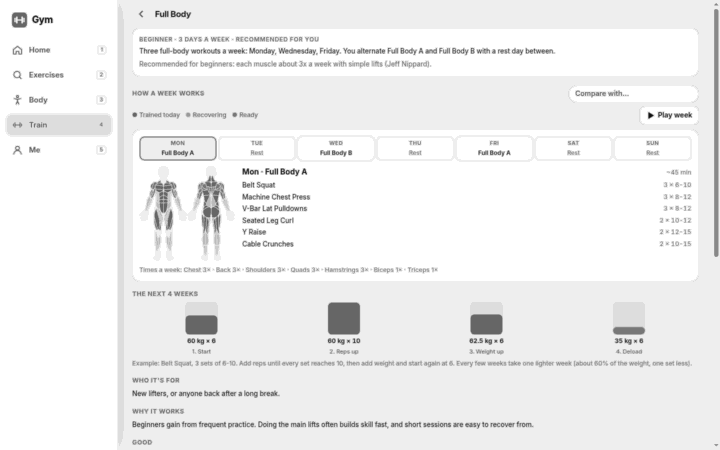 Gym
Home 1
Exercises 2
Body 3
Train 4
Me 5
Full Body
BEGINNER · 3 DAYS A WEEK · RECOMMENDED FOR YOU
Three full-body workouts a week: Monday, Wednesday, Friday. You alternate Full Body A and Full Body B with a rest day between.
Recommended for beginners: each muscle about 3x a week with simple lifts (Jeff Nippard).
HOW A WEEK WORKS
Compare with...
Trained today Recovering Ready
Play week
MON TUE WED THU FRI SAT SUN
Full Body A Rest Full Body B Rest Full Body A Rest Rest
Mon · Full Body A ~45 min
Belt Squat 3 × 6-10
Machine Chest Press 3 × 8-12
V-Bar Lat Pulldowns 3 × 8-12
Seated Leg Curl 2 × 10-12
Y Raise 2 × 12-15
Cable Crunches 2 × 10-15
Times a week: Chest 3× · Back 3× · Shoulders 3× · Quads 3× · Hamstrings 3× · Biceps 1× · Triceps 1×
THE NEXT 4 WEEKS
60 kg × 6 60 kg × 10 62.5 kg × 6 35 kg × 6
1. Start 2. Reps up 3. Weight up 4. Deload
Example: Belt Squat, 3 sets of 6-10. Add reps until every set reaches 10, then add weight and start again at 6. Every few weeks take one lighter week (about 60% of the weight, one set less).
WHO IT'S FOR
New lifters, or anyone back after a long break.
WHY IT WORKS
Beginners gain from frequent practice. Doing the main lifts often builds skill fast, and short sessions are easy to recover from.
GOOD